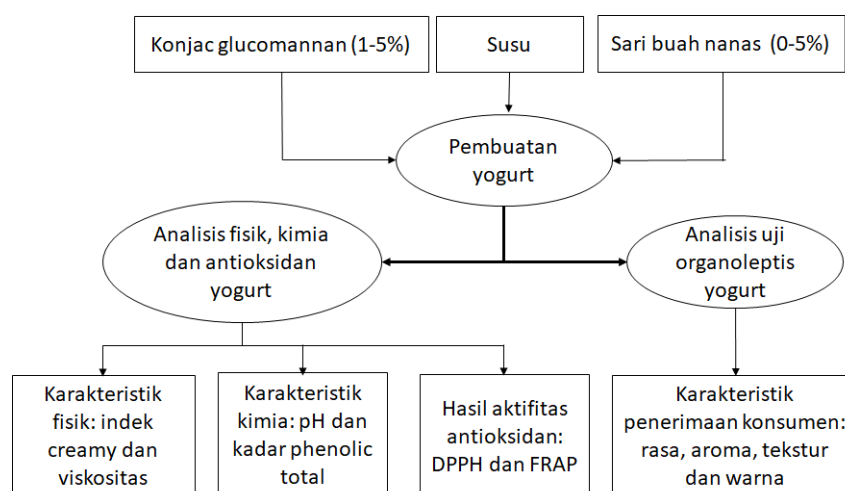 Konjac glucomannan (1-5%)
Susu
Sari buah nanas (0-5%)
Pembuatan
yogurt
Analisis fisik, kimia
dan antioksidan
yogurt
Analisis uji
organoleptis
yogurt
Karakteristik
fisik: indek
creamy dan
viskositas
Karakteristik
kimia: pH dan
kadar phenolic
total
Hasil aktifitas
antioksidan:
DPPH dan FRAP
Karakteristik
penerimaan konsumen:
rasa, aroma, tekstur
dan warna